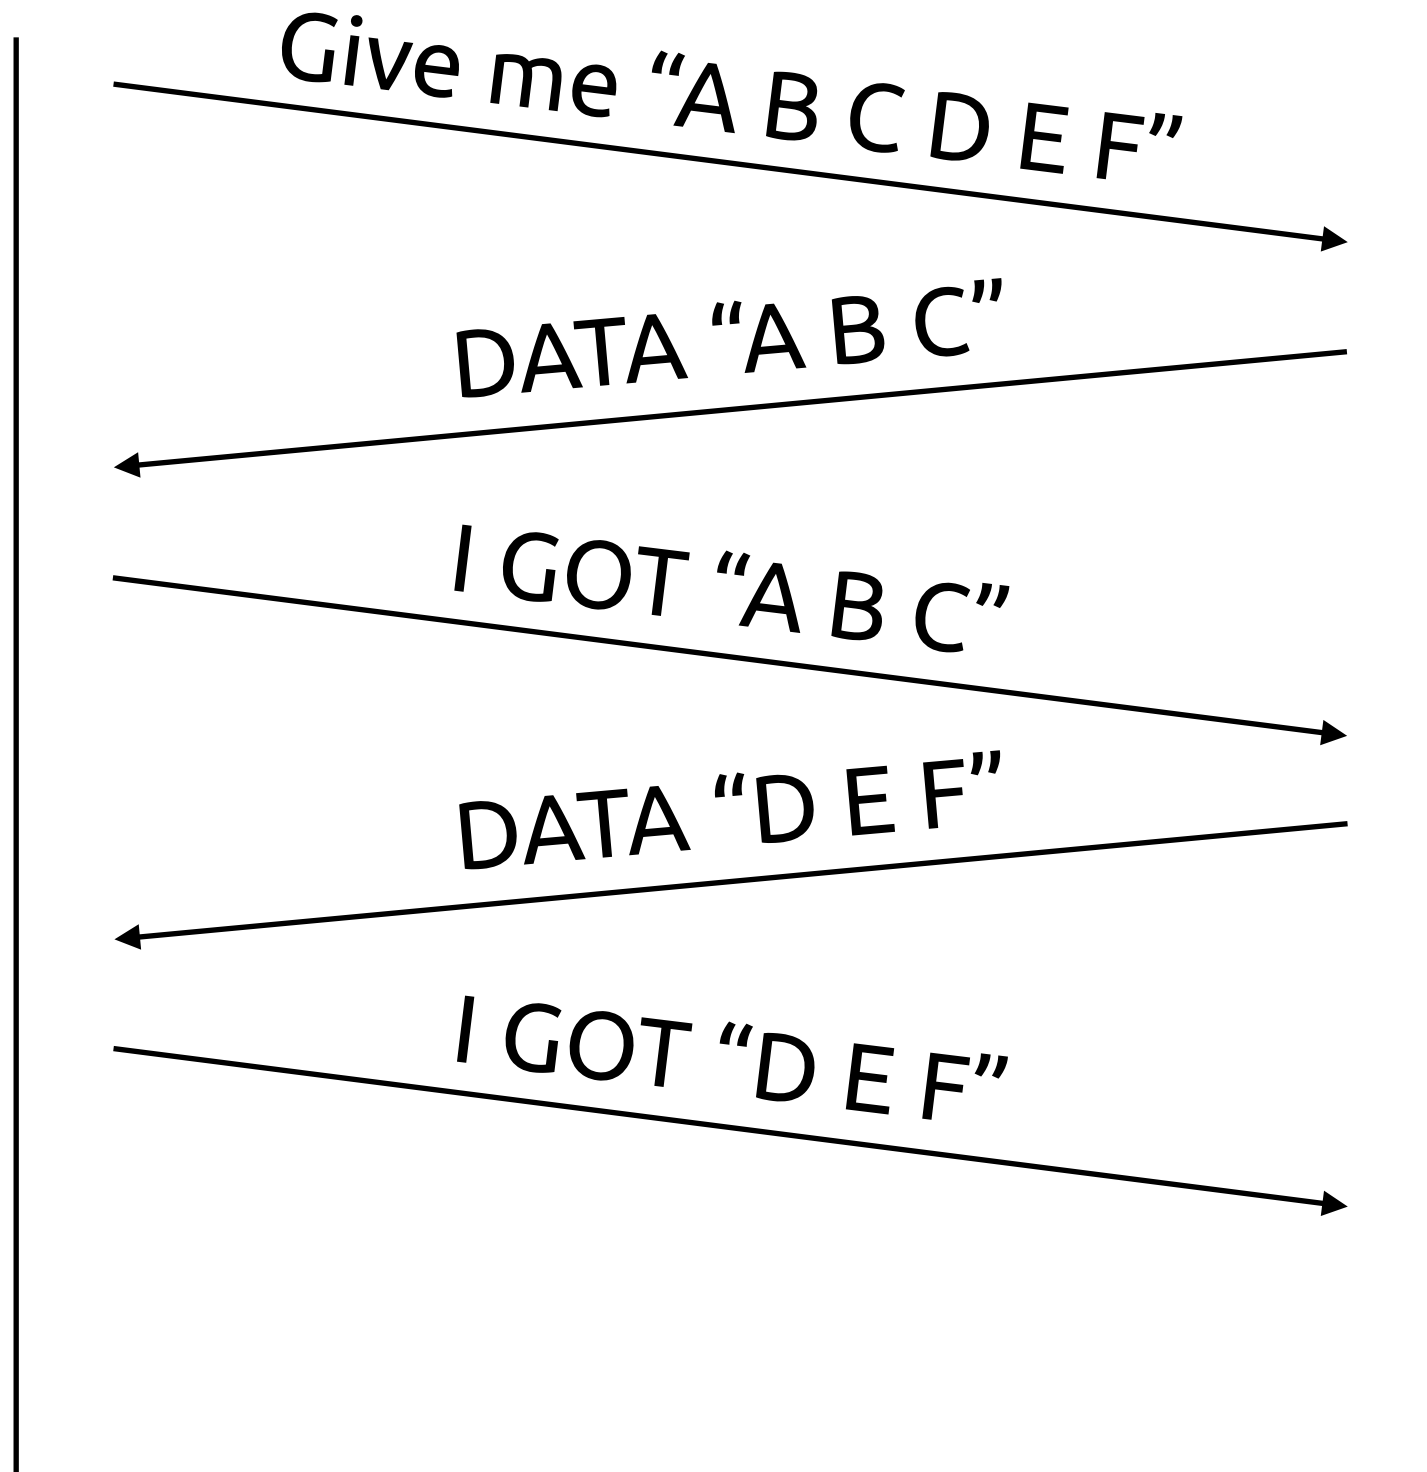 Give me “A B C D E F”
DATA “A B C”
I GOT “A B C”
DATA “D E F”
I GOT “D E F”